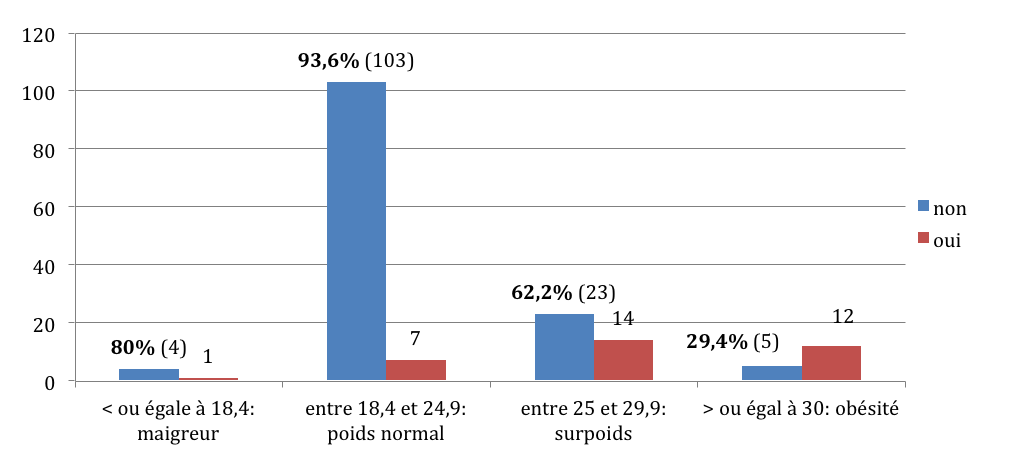 120
100
80
60
40
20
0
80% (4)
1
93,6% (103)
7
62,2% (23)
14
29,4% (5)
12
< ou égale à 18,4:
maigreur
entre 18,4 et 24,9:
poids normal
entre 25 et 29,9:
surpoids
> ou égal à 30: obésité
non
oui